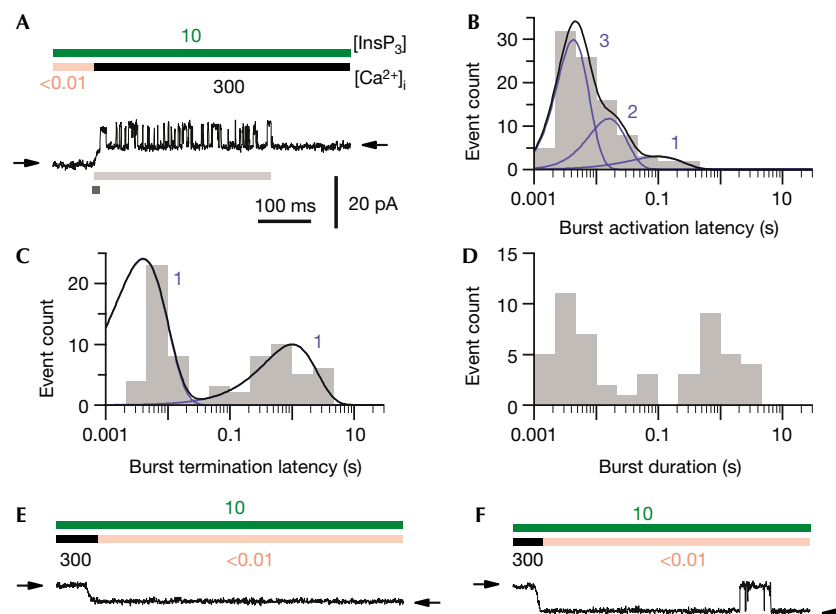 A
10
[InsP3]
<0.01
300
[Ca2+]i
100 ms
20 pA
B
Event count
30
20
10
0
3
2
1
0.001
0.1
10
Burst activation latency (s)
C
Event count
20
10
0
1
1
0.001
0.1
10
Burst termination latency (s)
D
Event count
15
10
5
0
0.001
0.1
10
Burst duration (s)
E
10
300
<0.01
F
10
300
<0.01